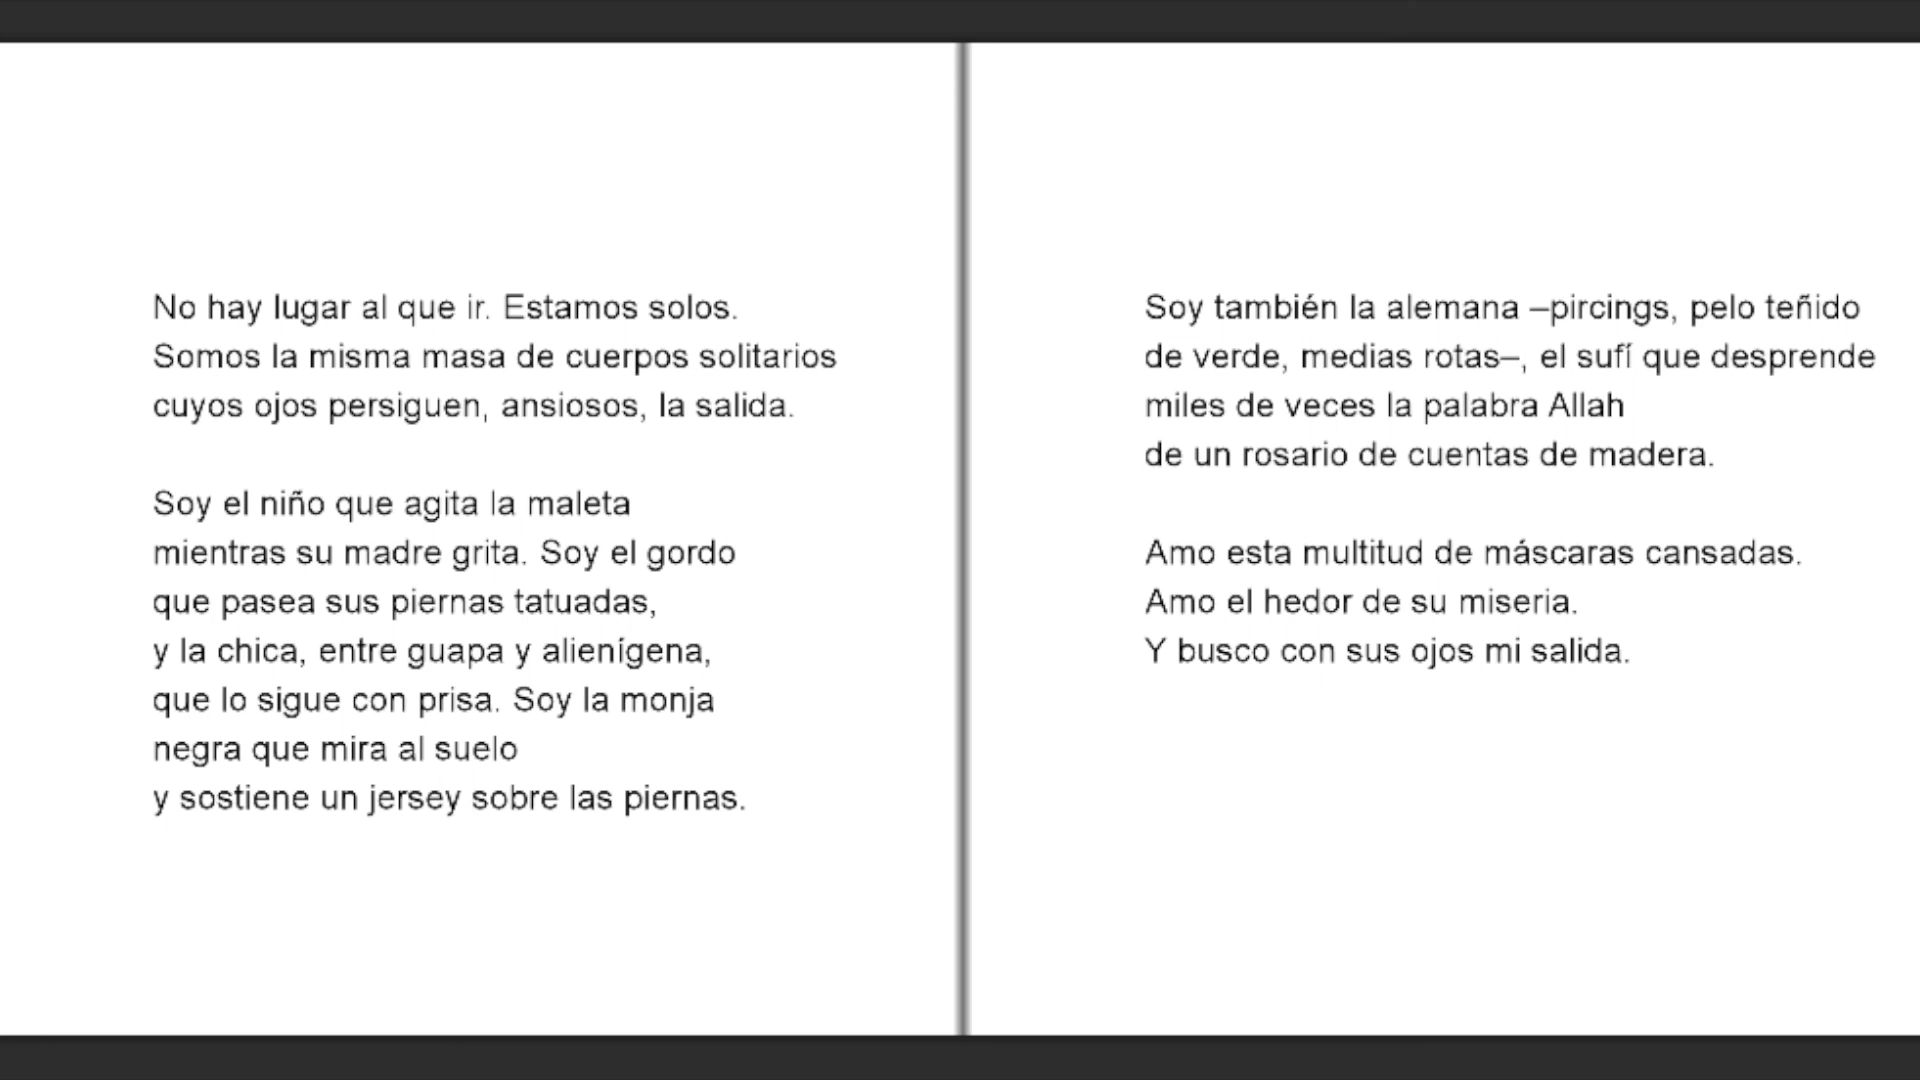 No hay lugar al que ir. Estamos solos.
Somos la misma masa de cuerpos solitarios
cuyos ojos persiguen, ansiosos, la salida.

Soy el niño que agita la maleta
mientras su madre grita. Soy el gordo
que pasea sus piernas tatuadas,
y la chica, entre guapa y alienígena,
que lo sigue con prisa. Soy la monja
negra que mira al suelo
y sostiene un jersey sobre las piernas.

Soy también la alemana –pircings, pelo teñido
de verde, medias rotas–, el sufí que desprende
miles de veces la palabra Allah
de un rosario de cuentas de madera.

Amo esta multitud de máscaras cansadas.
Amo el hedor de su miseria.
Y busco con sus ojos mi salida.